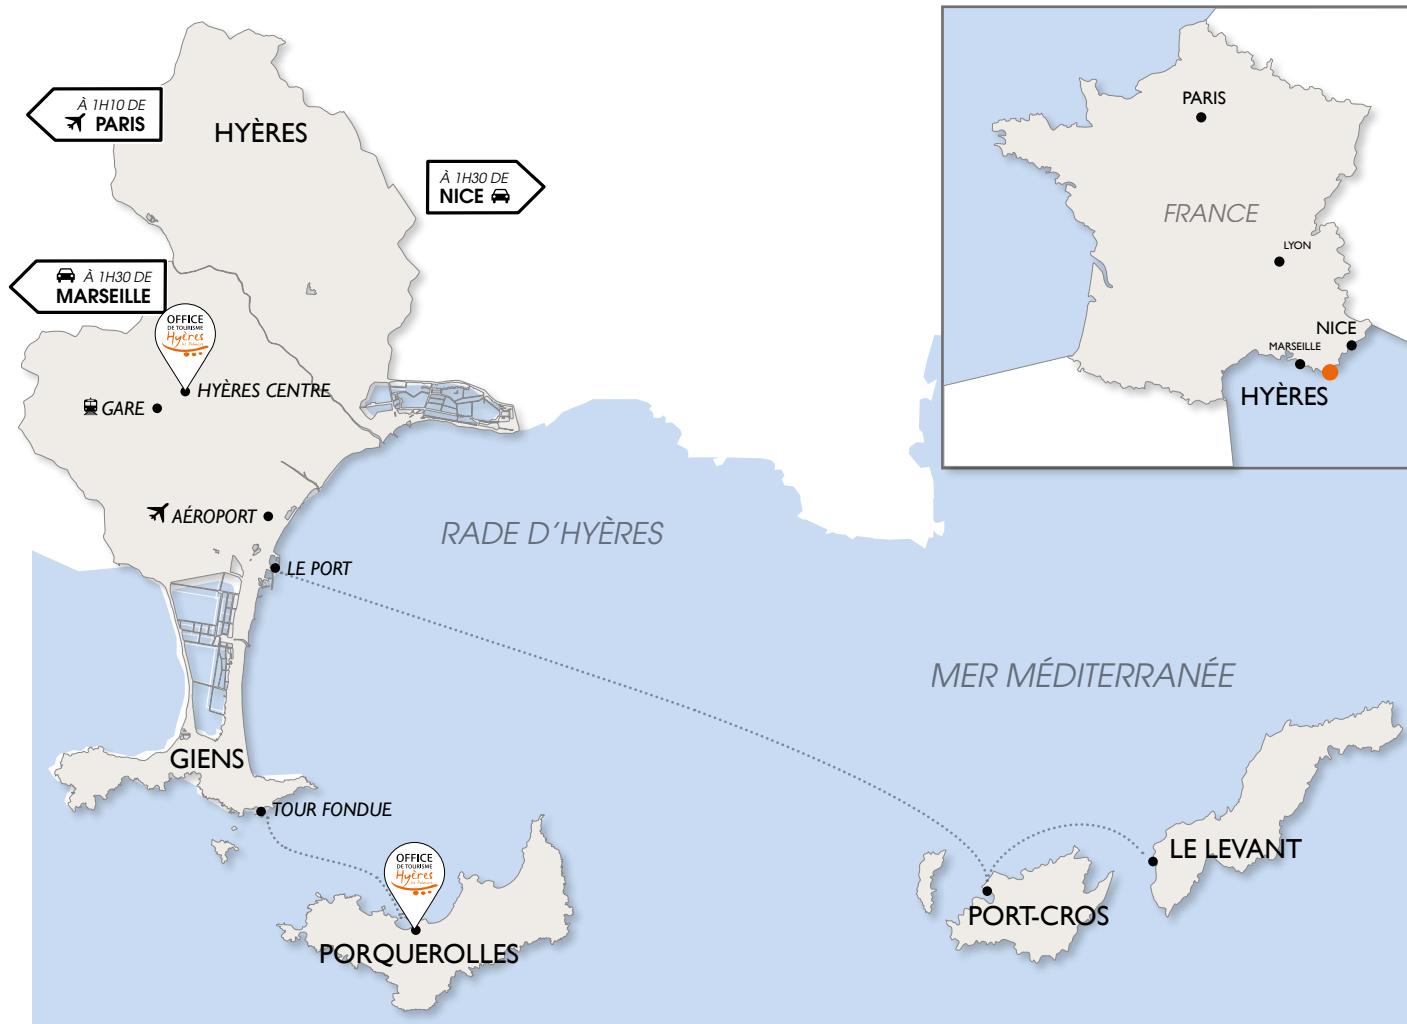 À 1H10 DE
PARIS
HYÈRES
À 1H30 DE
NICE
À 1H30 DE
MARSEILLE
OFFICE
DE TOURISME
Hyères
HYÈRES CENTRE
GARE
AÉROPORT
LE PORT
RADE D'HYÈRES
MER MÉDITERRANÉE
GIENS
TOUR FONDUE
OFFICE
DE TOURISME
Hyères
PORQUEROLLES
PORT-CROS
LE LEVANT
PARIS
FRANCE
LYON
NICE
MARSEILLE
HYÈRES